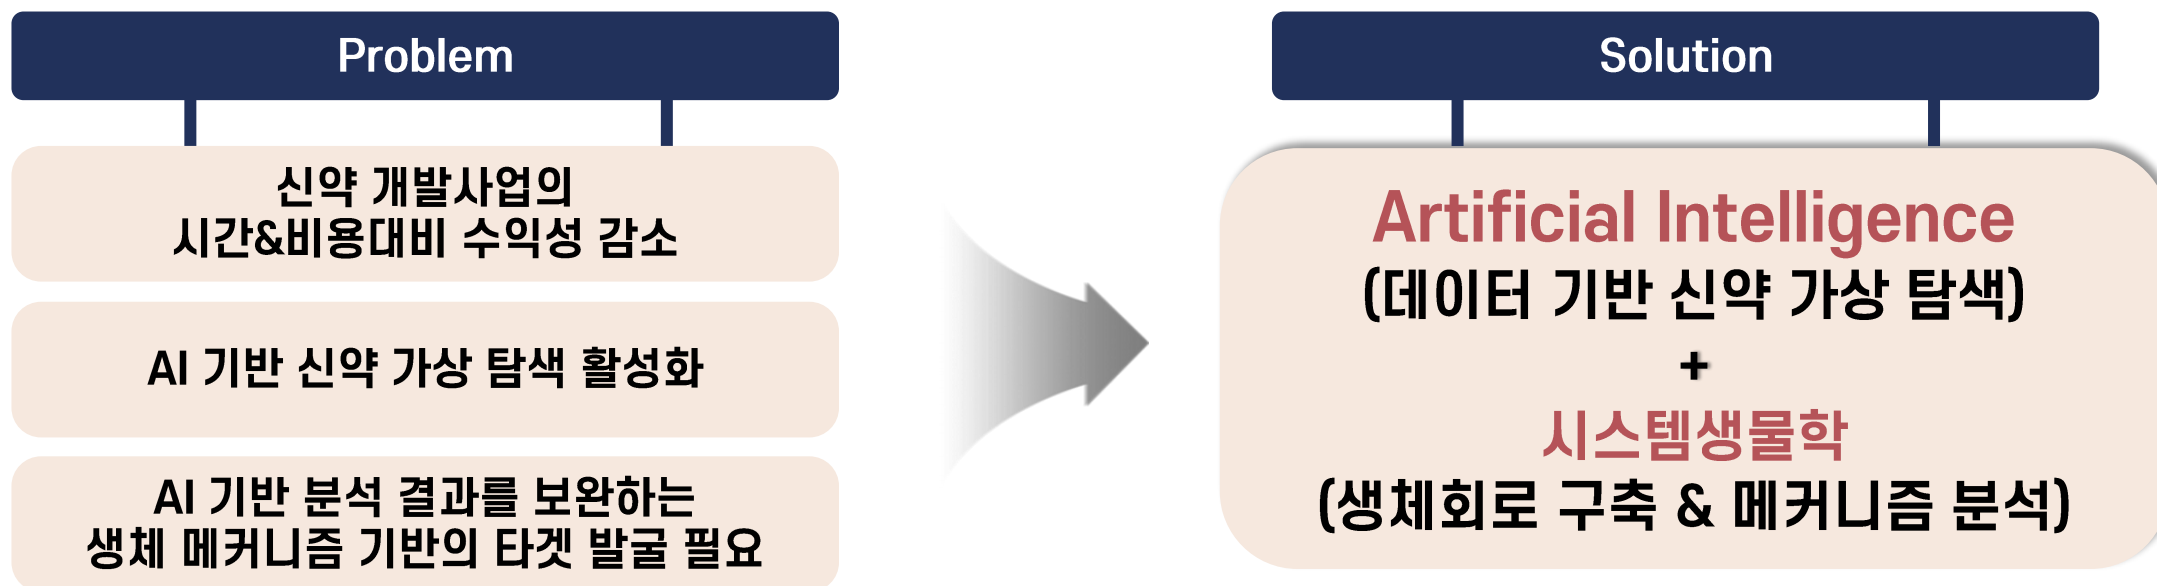 Problem
신약 개발사업의
시간&비용대비 수익성 감소
AI 기반 신약 가상 탐색 활성화
AI 기반 분석 결과를 보완하는
생체 메커니즘 기반의 타겟 발굴 필요
Solution
Artificial Intelligence
(데이터 기반 신약 가상 탐색)
+
시스템생물학
(생체회로 구축 & 메커니즘 분석)